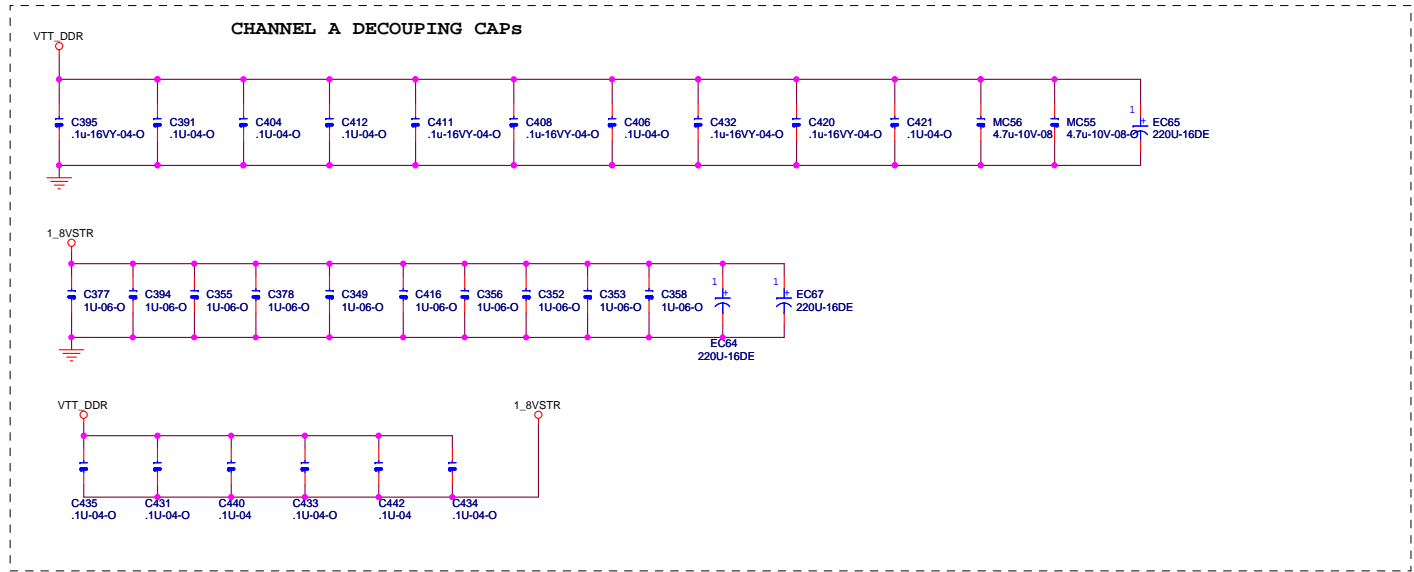 CHANNEL A DECOUPING CAPs
VTT_DDR
C395
.1u-16VY-04-O
C391
.1U-04-O
C404
.1U-04-O
C412
.1U-04-O
C411
.1u-16VY-04-O
C408
.1u-16VY-04-O
C406
.1U-04-O
C432
.1u-16VY-04-O
C420
.1u-16VY-04-O
C421
.1U-04-O
MC56
4.7u-10V-08
MC55
4.7u-10V-08-O
1
+
EC65
220U-16DE
1_8VSTR
C377
1U-06-O
C394
1U-06-O
C355
1U-06-O
C378
1U-06-O
C349
1U-06-O
C416
1U-06-O
C356
1U-06-O
C352
1U-06-O
C353
1U-06-O
C358
1U-06-O
1
+
EC64
220U-16DE
1
+
EC67
220U-16DE
VTT_DDR
1_8VSTR
C435
.1U-04-O
C431
.1U-04-O
C440
.1U-04
C433
.1U-04-O
C442
.1U-04
C434
.1U-04-O